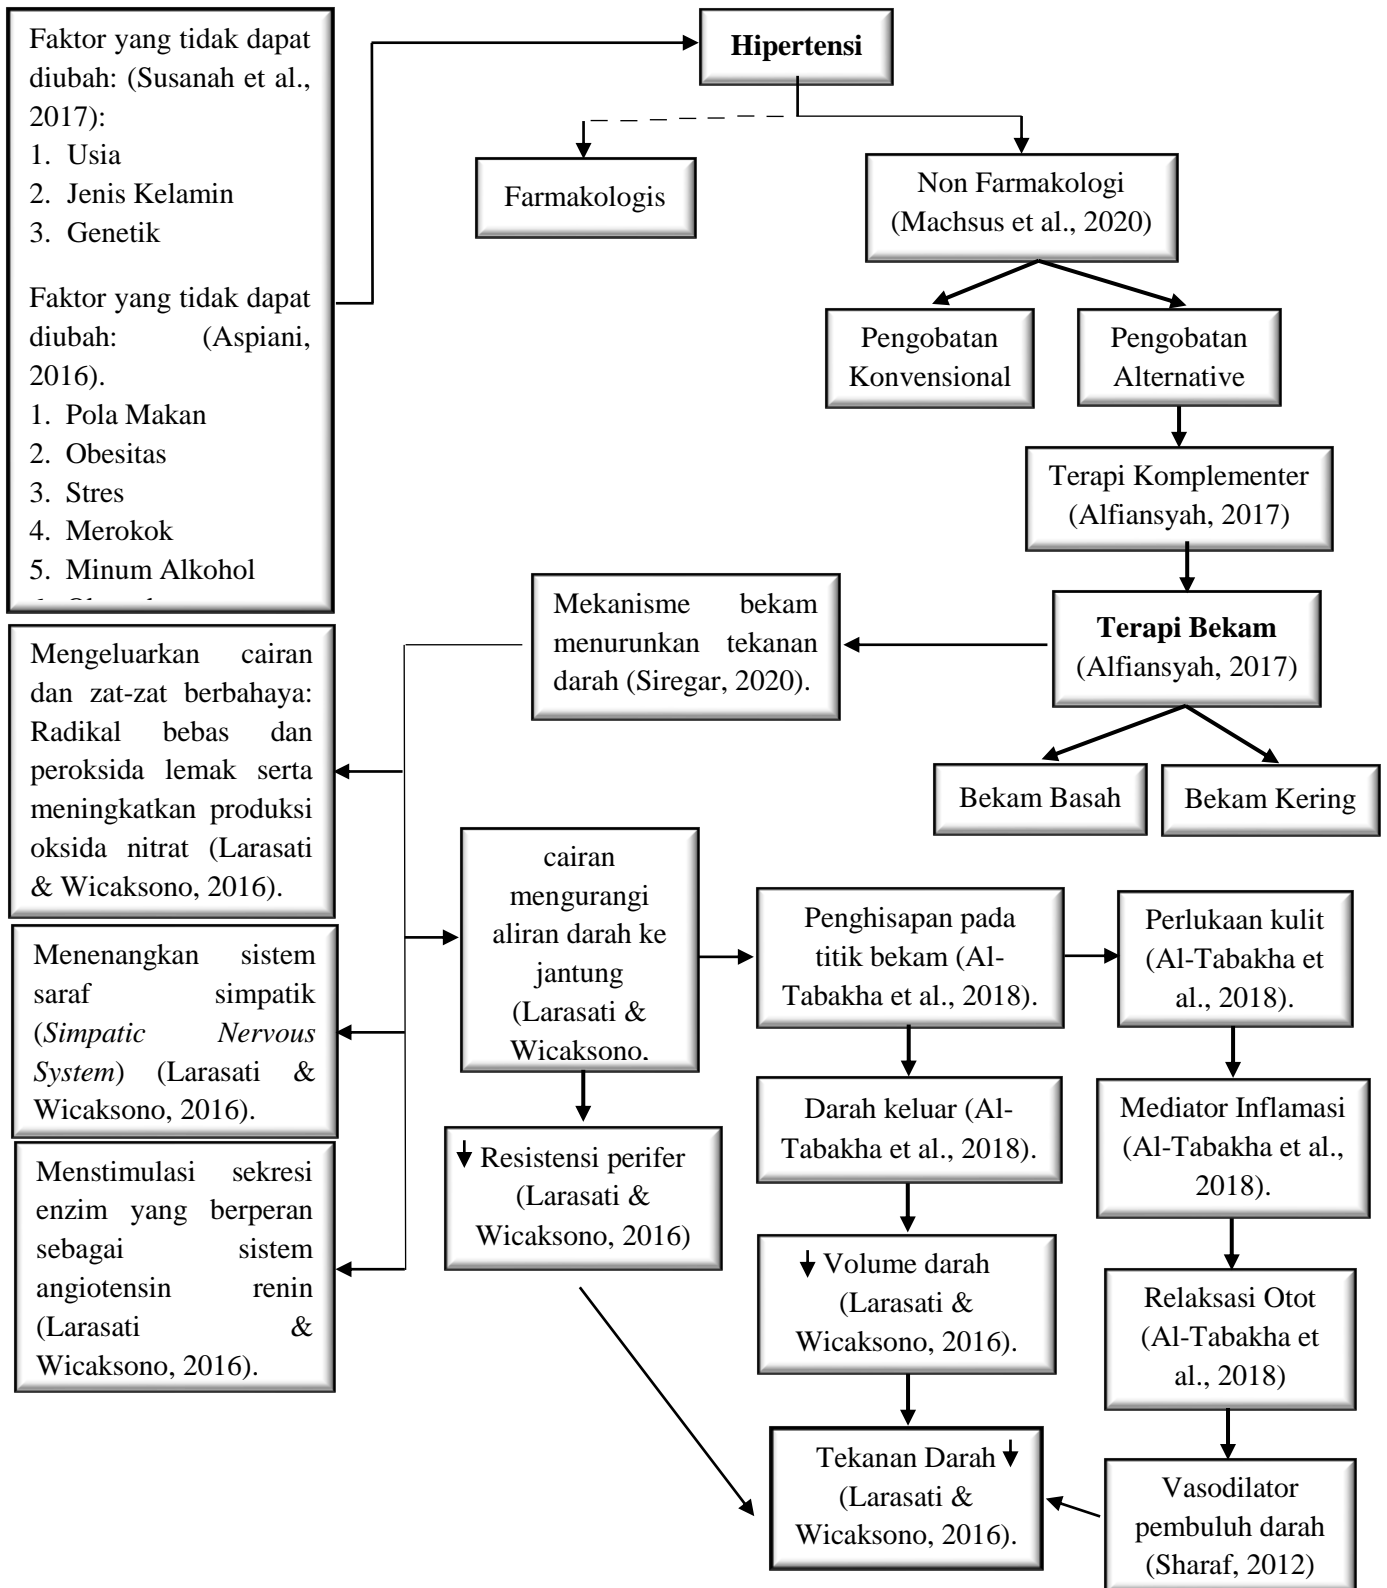 Faktor yang tidak dapat
diubah: (Susanah et al.,
2017):
1. Usia
2. Jenis Kelamin
3. Genetik
Faktor yang tidak dapat
diubah: (Aspiani,
2016).
1. Pola Makan
2. Obesitas
3. Stres
4. Merokok
5. Minum Alkohol
Hipertensi
Farmakologis
Non Farmakologi
(Machsus et al., 2020)
Pengobatan
Konvensional
Pengobatan
Alternative
Terapi Komplementer
(Alfiansyah, 2017)
Terapi Bekam
(Alfiansyah, 2017)
Bekam Basah
Bekam Kering
Mekanisme bekam
menurunkan tekanan
darah (Siregar, 2020).
Mengeluarkan cairan
dan zat-zat berbahaya:
Radikal bebas dan
peroksida lemak serta
meningkatkan produksi
oksida nitrat (Larasati
& Wicaksono, 2016).
Menenangkan sistem
saraf simpatik
(Simpatic Nervous
System) (Larasati &
Wicaksono, 2016).
Menstimulasi sekresi
enzim yang berperan
sebagai sistem
angiotensin renin
(Larasati &
Wicaksono, 2016).
cairan
mengurangi
aliran darah ke
jantung
(Larasati &
Wicaksono,
↓ Resistensi perifer
(Larasati &
Wicaksono, 2016)
Penghisapan pada
titik bekam (Al-
Tabakha et al., 2018).
Darah keluar (Al-
Tabakha et al., 2018).
↓ Volume darah
(Larasati &
Wicaksono, 2016).
Tekanan Darah ↓
(Larasati &
Wicaksono, 2016).
Perlukaan kulit
(Al-Tabakha et
al., 2018).
Mediator Inflamasi
(Al-Tabakha et al.,
2018).
Relaksasi Otot
(Al-Tabakha et
al., 2018)
Vasodilator
pembuluh darah
(Sharaf, 2012)